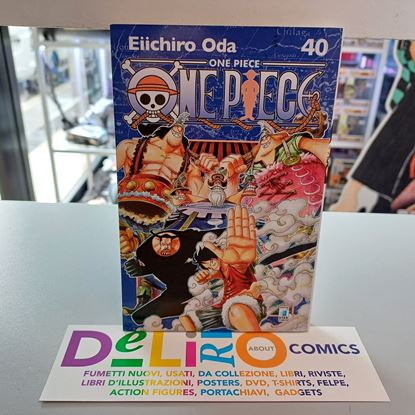 Eiichiro Oda 40
ONE PIECE
ONE PIECE
DeLiRi ABOUT COMICS
FUMETTI NUOVI, USATI, DA COLLEZIONE, LIBRI, RIVISTE,
LIBRI D'ILLUSTRAZIONI, POSTERS, DVD, T-SHIRTS, FELPE,
ACTION FIGURES, PORTACHIAVI, GADGETS